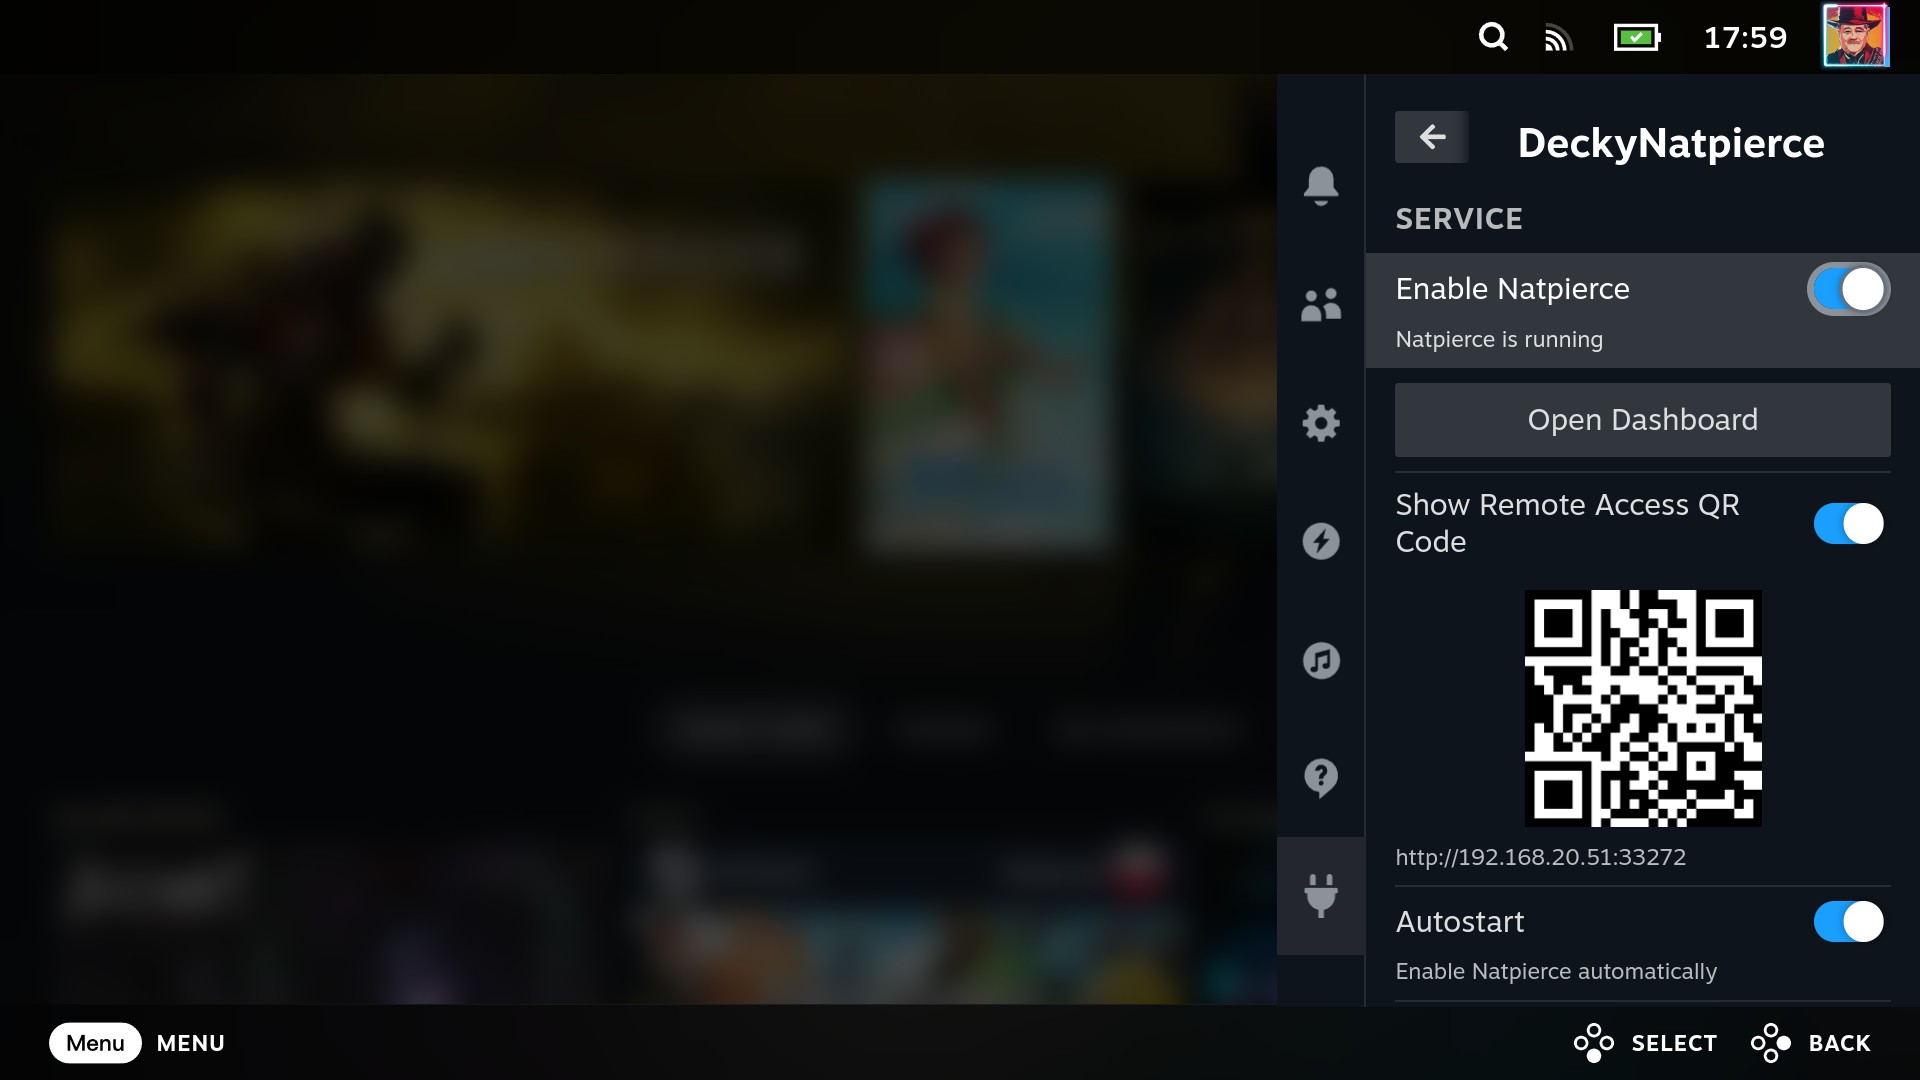 17:59
DeckyNatpierce
SERVICE
Enable Natpierce
Natpierce is running
Open Dashboard
Show Remote Access QR
Code
http://192.168.20.51:33272
Autostart
Enable Natpierce automatically
Menu MENU
SELECT BACK